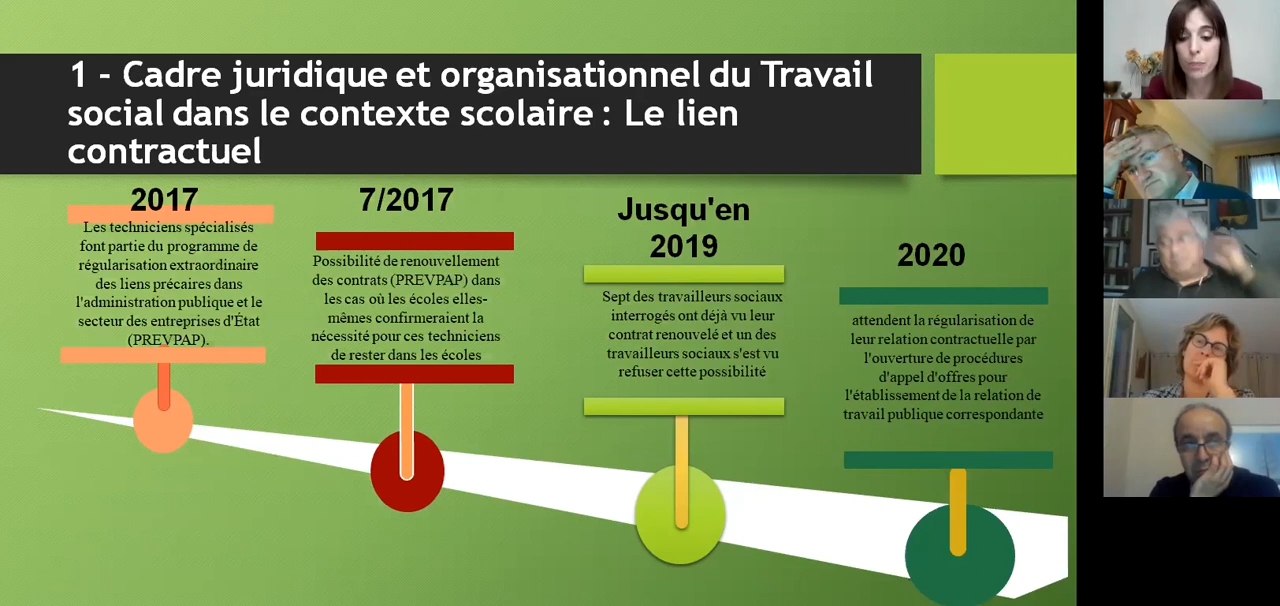 1 - Cadre juridique et organisationnel du Travail
social dans le contexte scolaire : Le lien
contractuel
2017
Les techniciens spécialisés
font partie du programme de
régularisation extraordinaire
des liens précaires dans
l'administration publique et le
secteur des entreprises d'État
(PREVPAP).
7/2017
Possibilité de renouvellement
des contrats (PREVPAP) dans
les cas où les écoles elles-
mêmes confirmeraient la
nécessité pour ces techniciens
de rester dans les écoles
Jusqu'en
2019
Sept des travailleurs sociaux
interrogés ont déjà vu leur
contrat renouvelé et un des
travailleurs sociaux s'est vu
refuser cette possibilité
2020
attendent la régularisation de
leur relation contractuelle par
l'ouverture de procédures
d'appel d'offres pour
l'établissement de la relation de
travail publique correspondante